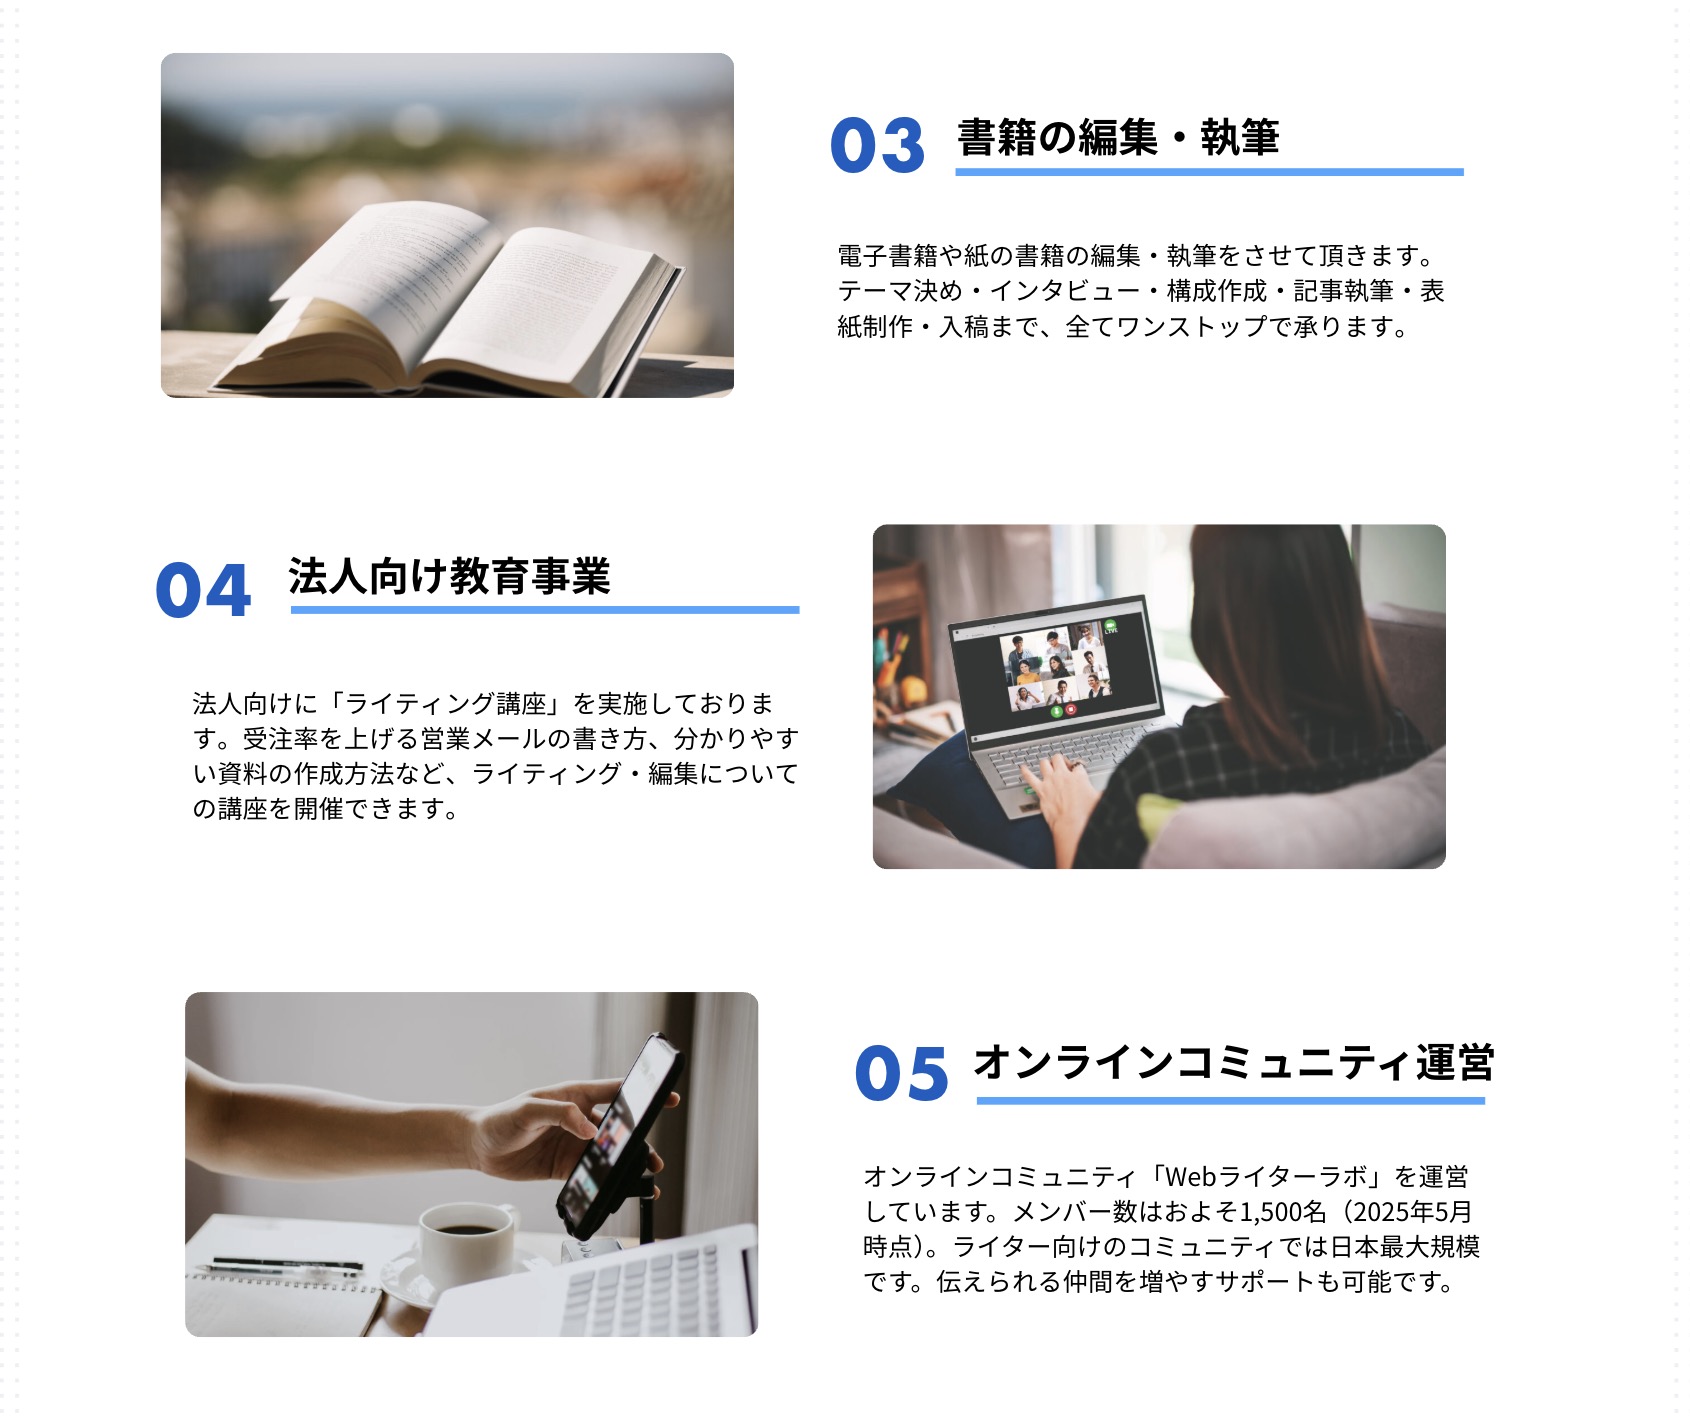 03 書籍の編集・執筆
電子書籍や紙の書籍の編集・執筆をさせて頂きます。
テーマ決め・インタビュー・構成作成・記事執筆・表
紙制作・入稿まで、全てワンストップで承ります。
04 法人向け教育事業
法人向けに「ライティング講座」を実施しておりま
す。受注率を上げる営業メールの書き方、分かりやす
い資料の作成方法など、ライティング・編集について
の講座を開催できます。
LIVE
05 オンラインコミュニティ運営
オンラインコミュニティ「Webライターラボ」を運営
しています。メンバー数はおよそ1,500名（2025年5月
時点）。ライター向けのコミュニティでは日本最大規模
です。伝えられる仲間を増やすサポートも可能です。